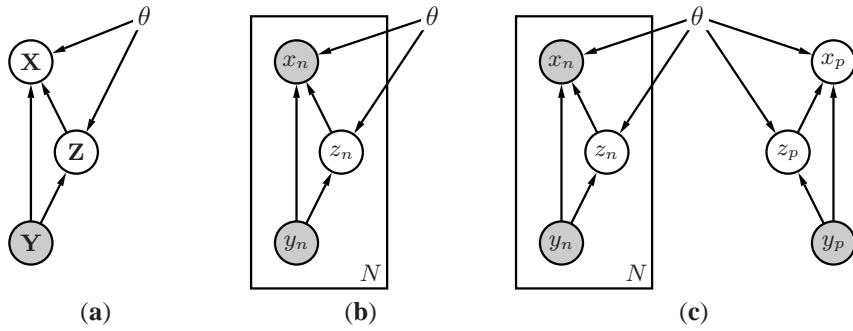 θ θ θ
X x_n x_n x_p
Z z_n z_n z_p
Y y_n y_n y_p
N N
(a) (b) (c)